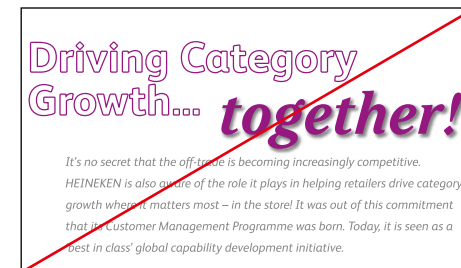 Driving Category
Growth... together!
It's no secret that the off-trade is becoming increasingly competitive.
HEINEKEN is also aware of the role it plays in helping retailers drive category
growth where it matters most – in the store! It was out of this commitment
that its Customer Management Programme was born. Today, it is seen as a
'best in class' global capability development initiative.